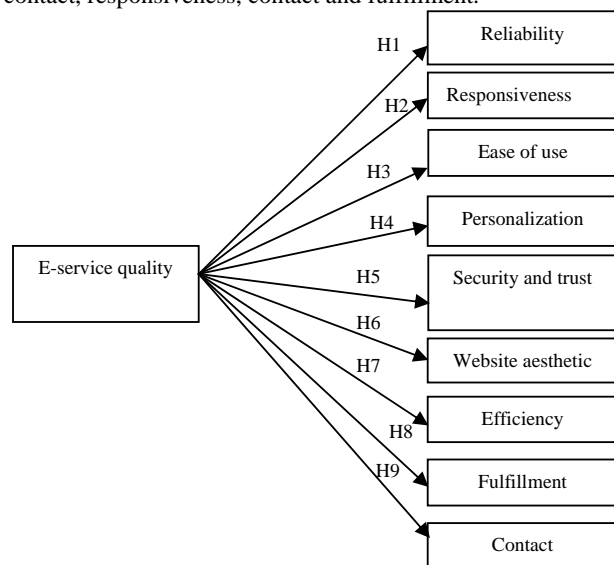 contact, responsiveness, contact and fulfillment.
H1
Reliability
H2
Responsiveness
H3
Ease of use
H4
Personalization
E-service quality
H5
Security and trust
H6
Website aesthetic
H7
Efficiency
H8
Fulfillment
H9
Contact